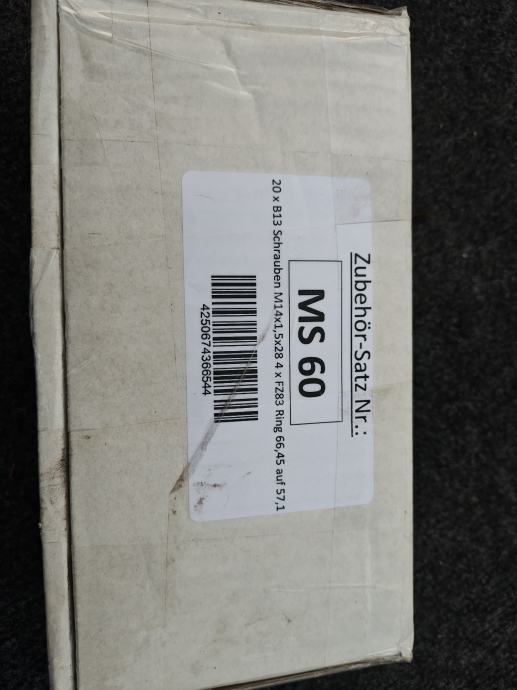 Zubehör-Satz Nr.:
MS 60
20 x B13 Schrauben M14x1,5x28 4 x FZ83 Ring 66,45 auf 57,1
4250674366544